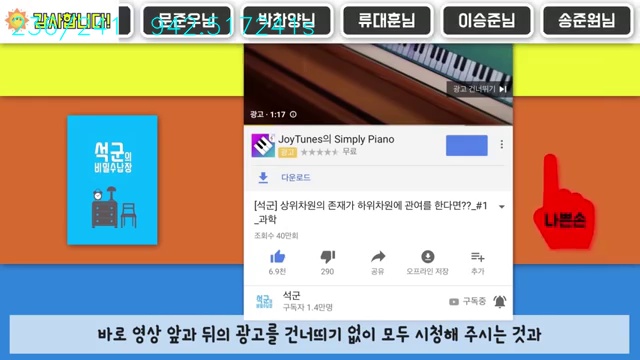 감사합니다!
문준우님
박찬양님
류대훈님
이승준님
송준원님
236/241 942.517241s
광고 건너뛰기
광고 · 1:17
JoyTunes의 Simply Piano
광고
무료
다운로드
[석군] 상위차원의 존재가 하위차원에 관여를 한다면??_#1
_과학
조회수 40만회
6.9천
290
공유
오프라인 저장
추가
석군
구독자 1.4만명
구독중
석군의
비밀수납장
나쁜손
바로 영상 앞과 뒤의 광고를 건너띄기 없이 모두 시청해 주시는 것과